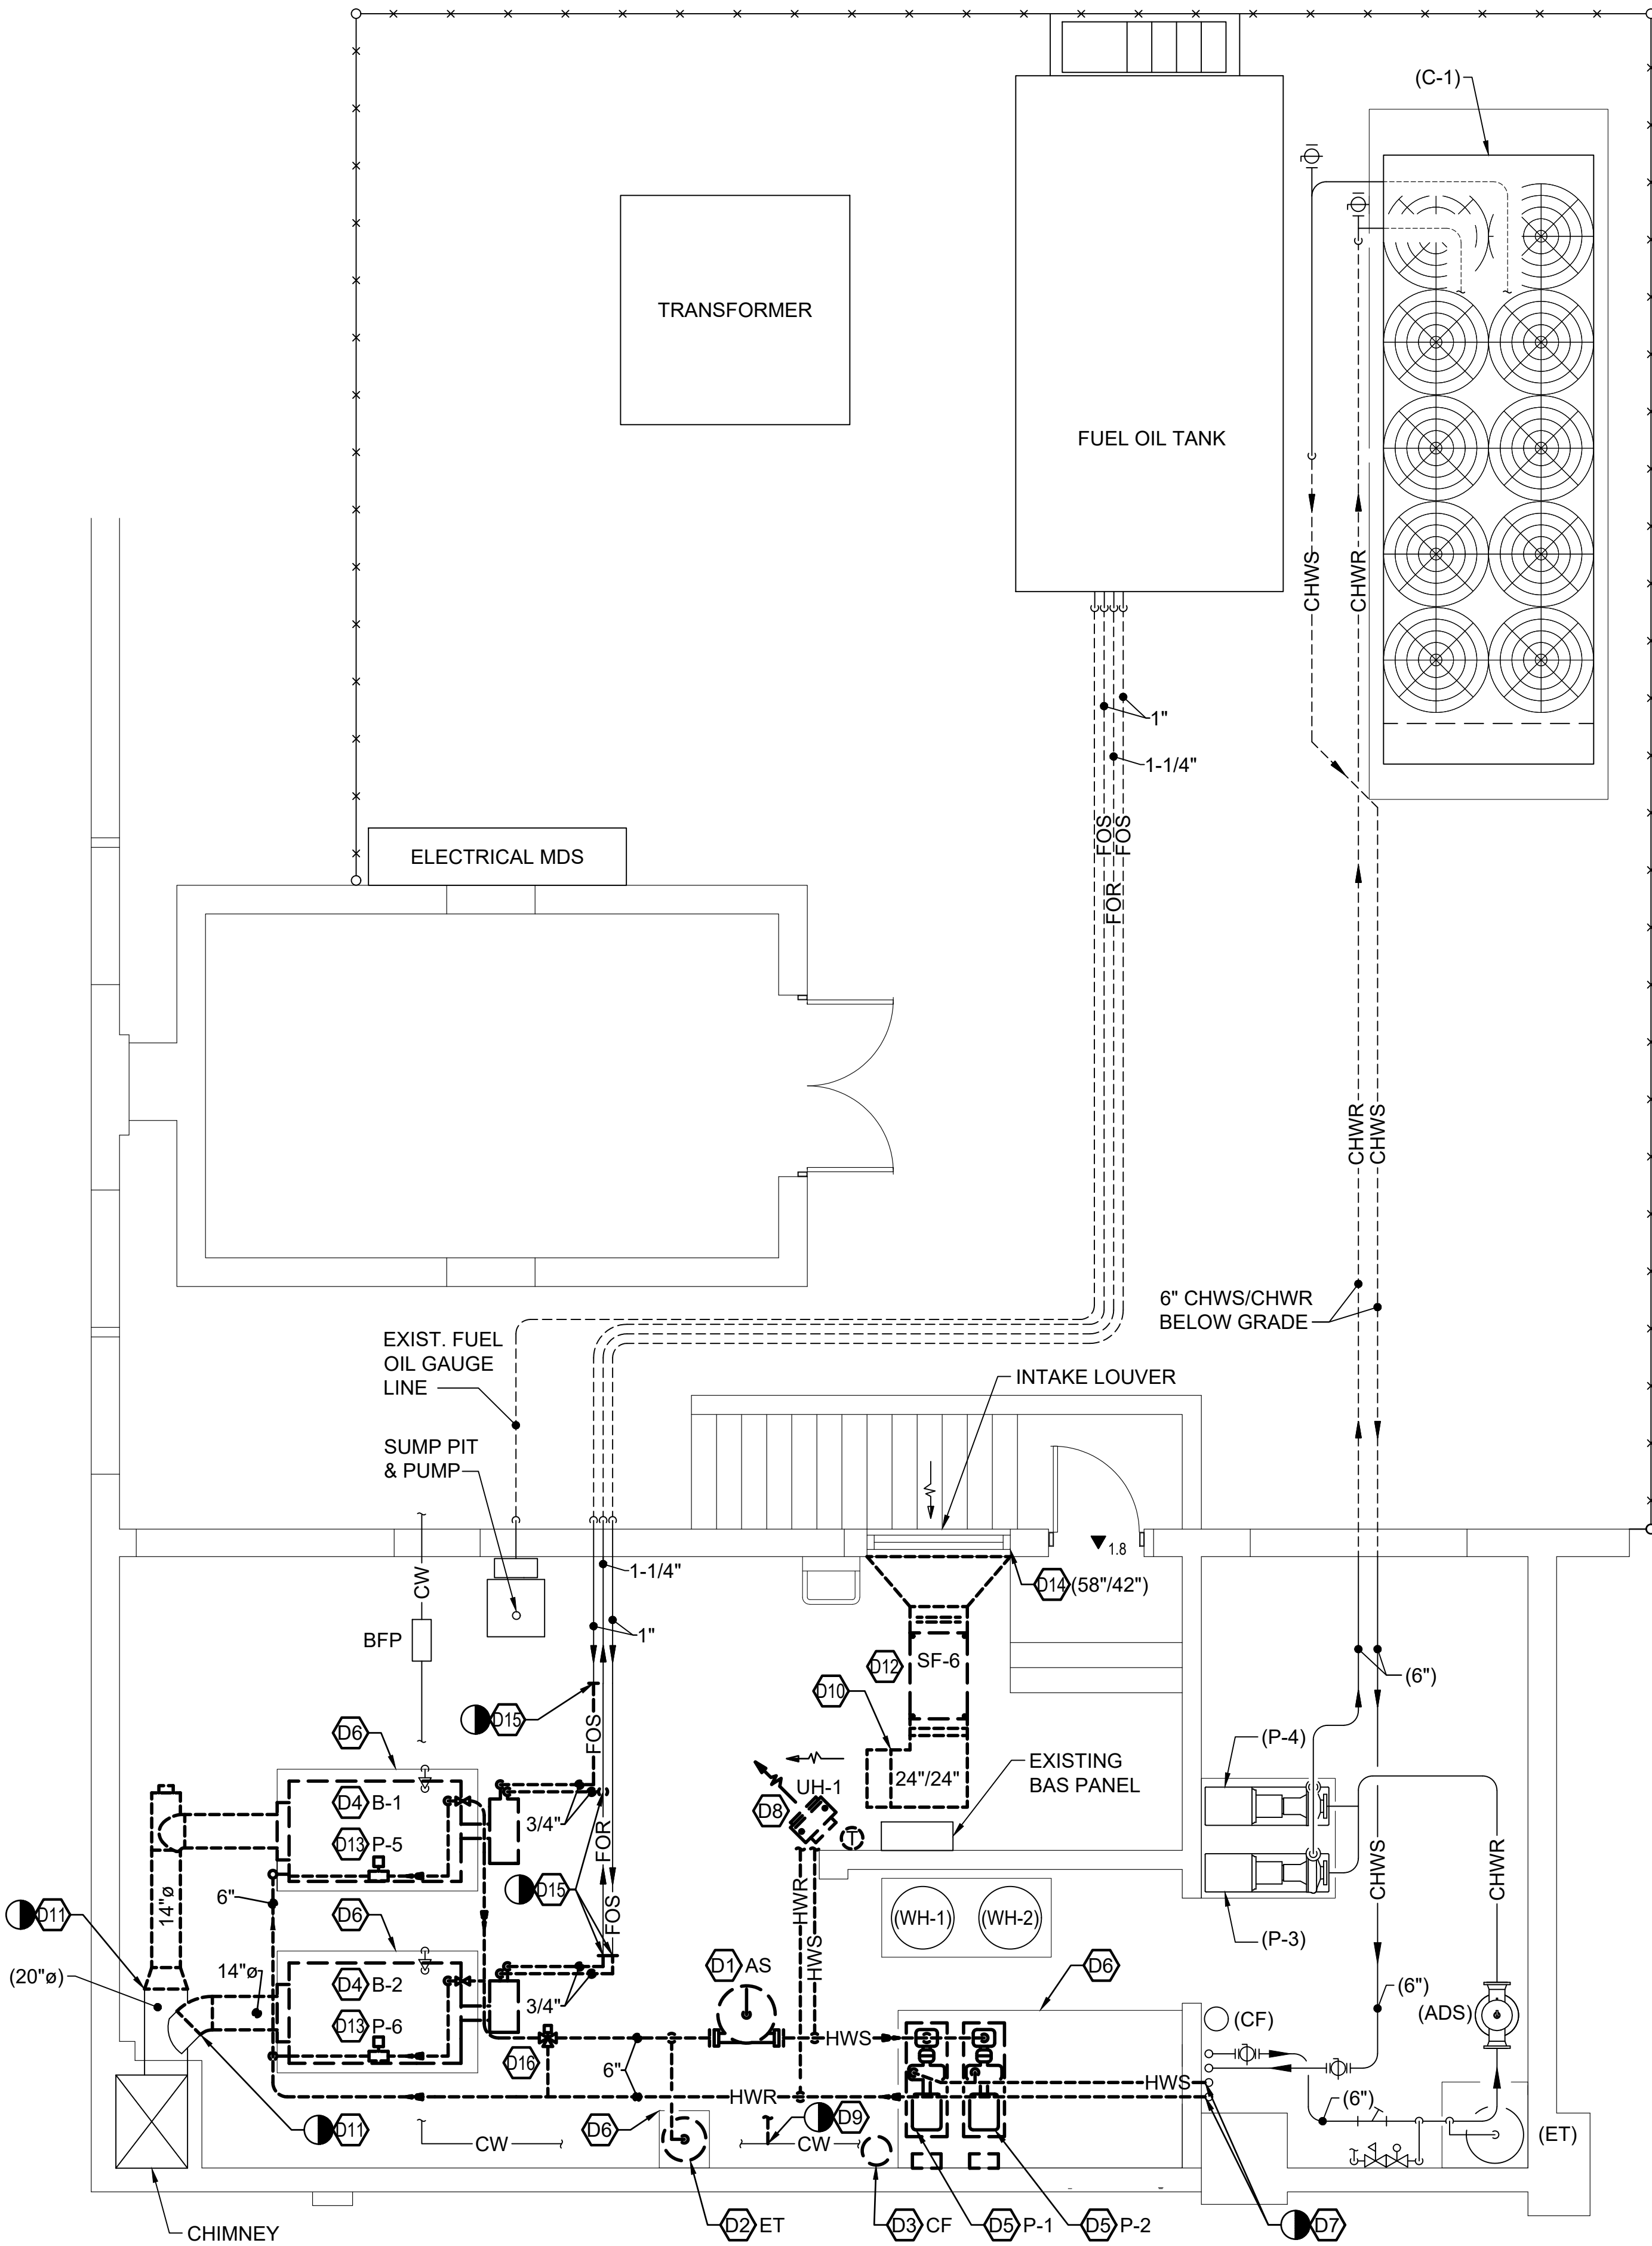 (C-1)
TRANSFORMER
FUEL OIL TANK
CHWS
CHWR
1"
1-1/4"
FOS
FOS
FOR
ELECTRICAL MDS
CHWR
CHWS
6" CHWS/CHWR
BELOW GRADE
EXIST. FUEL
OIL GAUGE
LINE
INTAKE LOUVER
SUMP PIT
& PUMP
1.8
CW
1-1/4"
D14 (58"/42")
BFP
1"
D12
SF-6
(6")
D10
D15
D6
FOS
(P-4)
EXISTING
BAS PANEL
UH-1
24"/24"
D4 B-1
D8
3/4"
FOR
T
D13 P-5
CHWS
CHWR
14"ø
6"
D15
HWR
D11
D6
FOS
(WH-1)
(WH-2)
(P-3)
HWS
(20"ø)
14"ø
D1 AS
D6
D4 B-2
3/4"
(6")
(ADS)
(CF)
D13 P-6
HWS
D16
6"
HWS
HWR
(6")
D11
D6
D9
CW
CW
(ET)
D2 ET
D3 CF
D5 P-1
D5 P-2
D7
CHIMNEY